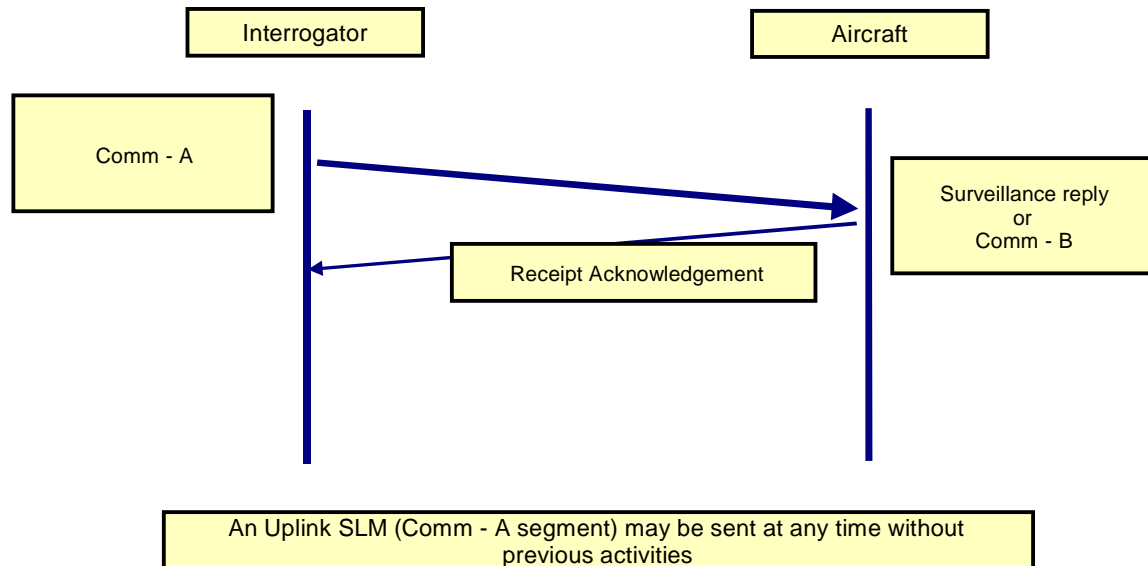 Interrogator
Aircraft
Comm - A
Surveillance reply
or
Comm - B
Receipt Acknowledgement
An Uplink SLM (Comm - A segment) may be sent at any time without
previous activities